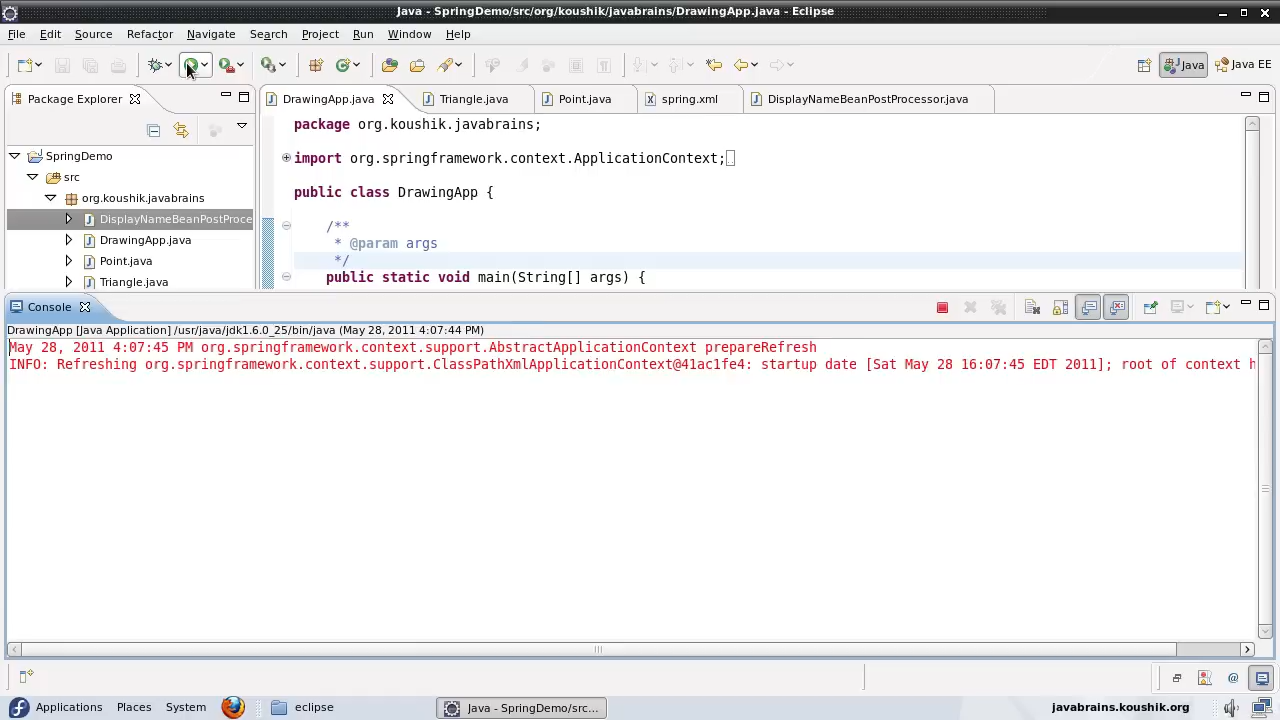 Java - SpringDemo/src/org/koushik/javabrains/DrawingApp.java - Eclipse
File Edit Source Refactor Navigate Search Project Run Window Help
Java Java EE
Package Explorer
DrawingApp.java Triangle.java Point.java spring.xml DisplayNameBeanPostProcessor.java
SpringDemo
src
org.koushik.javabrains
DisplayNameBeanPostProce
DrawingApp.java
Point.java
Triangle.java
package org.koushik.javabrains;
import org.springframework.context.ApplicationContext;
public class DrawingApp {
/**
* @param args
*/
public static void main(String[] args) {
Console
DrawingApp [Java Application] /usr/java/jdk1.6.0_25/bin/java (May 28, 2011 4:07:44 PM)
May 28, 2011 4:07:45 PM org.springframework.context.support.AbstractApplicationContext prepareRefresh
INFO: Refreshing org.springframework.context.support.ClassPathXmlApplicationContext@41ac1fe4: startup date [Sat May 28 16:07:45 EDT 2011]; root of context h
Applications Places System eclipse Java - SpringDemo/src... javabrains.koushik.org